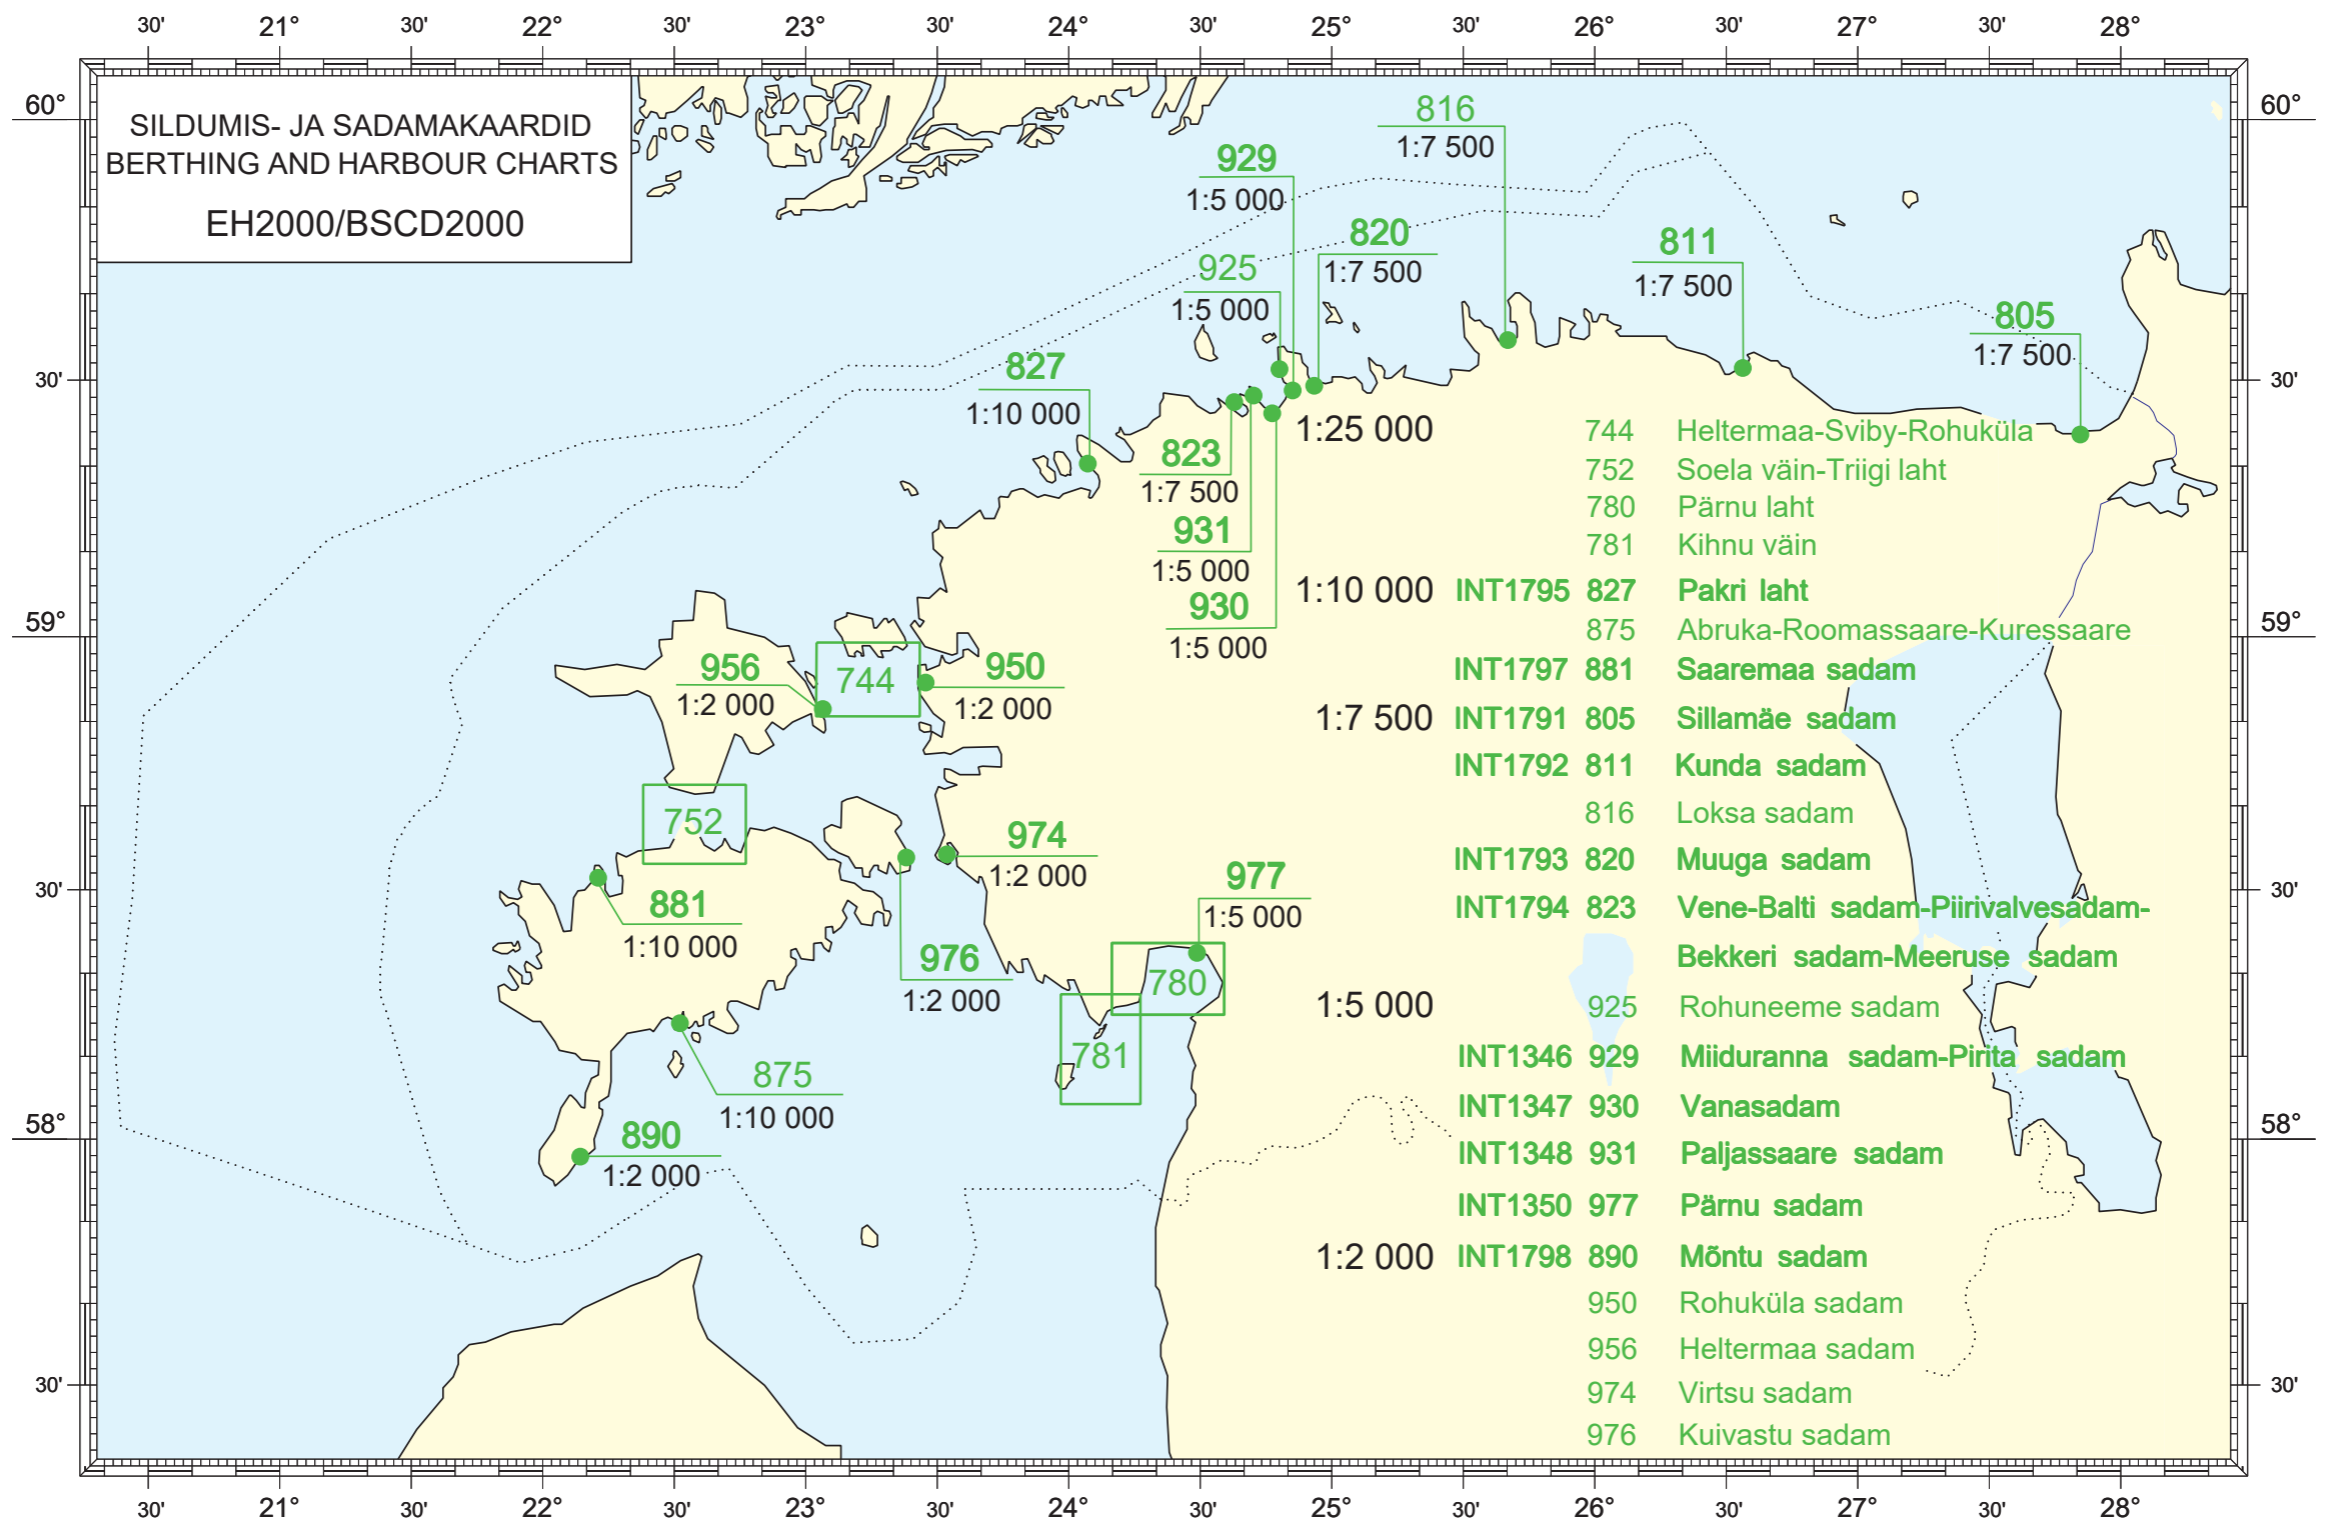 30' 21° 30' 22° 30' 23° 30' 24° 30' 25° 30' 26° 30' 27° 30' 28°
60° 60°
SILDUMIS- JA SADAMAKAARDID
BERTHING AND HARBOUR CHARTS
EH2000/BSCD2000
816
1:7 500
929
1:5 000
820
1:7 500
811
1:7 500
925
1:5 000
805
1:7 500
827
1:10 000
30' 30'
823
1:7 500
931
1:5 000
930
1:5 000
59° 59°
956
1:2 000
744
950
1:2 000
752
974
1:2 000
30' 30'
881
1:10 000
977
1:5 000
976
1:2 000
780
781
875
1:10 000
58° 58°
890
1:2 000
30' 30'
1:25 000 744 Heltermaa-Sviby-Rohuküla
752 Soela väin-Triigi laht
780 Pärnu laht
781 Kihnu väin
1:10 000 INT1795 827 Pakri laht
875 Abruka-Roomassaare-Kuressaare
INT1797 881 Saaremaa sadam
1:7 500 INT1791 805 Sillamäe sadam
INT1792 811 Kunda sadam
816 Loksa sadam
INT1793 820 Muuga sadam
INT1794 823 Vene-Balti sadam-Piirivalvesadam-
Bekkeri sadam-Meeruse sadam
1:5 000 925 Rohuneeme sadam
INT1346 929 Miiduranna sadam-Pirita sadam
INT1347 930 Vanasadam
INT1348 931 Paljassaare sadam
INT1350 977 Pärnu sadam
1:2 000 INT1798 890 Mõntu sadam
950 Rohuküla sadam
956 Heltermaa sadam
974 Virtsu sadam
976 Kuivastu sadam
30' 21° 30' 22° 30' 23° 30' 24° 30' 25° 30' 26° 30' 27° 30' 28°